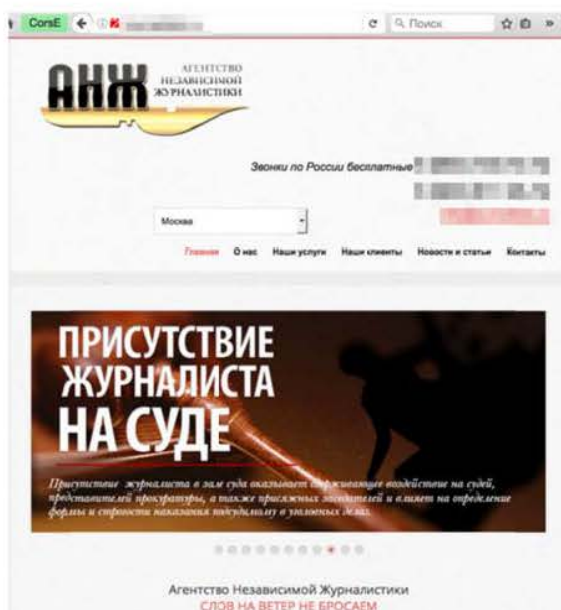 CorsE
Поиск
АНЖ
АГЕНТСТВО
НЕЗАВИСИМОЙ
ЖУРНАЛИСТИКИ
Звонки по России бесплатные
Москва
Главная О нас Наши услуги Наши клиенты Новости и статьи Контакты
ПРИСУТСТВИЕ
ЖУРНАЛИСТА
НА СУДЕ
Присутствие журналиста в зале суда оказывает сдерживающее воздействие на судей,
представителей прокуратуры, а также присяжных заседателей и влияет на определение
формы и строгости наказания подсудимому в уголовных делах.
Агентство Независимой Журналистики
СЛОВ НА ВЕТЕР НЕ БРОСАЕМ